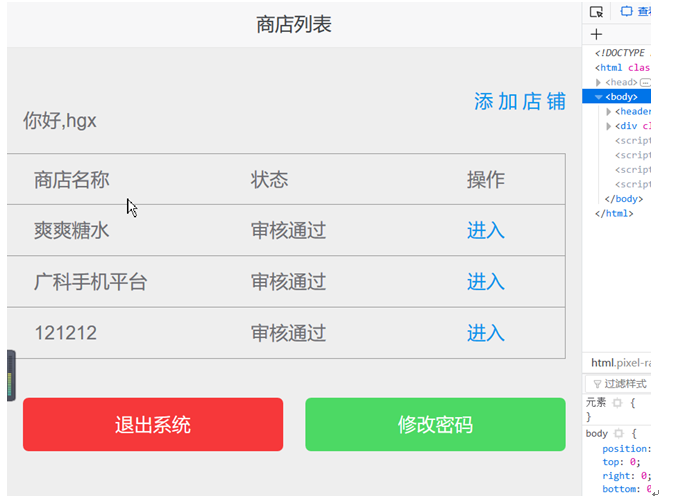 商店列表
添加店铺
你好,hgx
商店名称 状态 操作
爽爽糖水 审核通过 进入
广科手机平台 审核通过 进入
121212 审核通过 进入
退出系统 修改密码
<!DOCTYPE
<html clas
<head>
<body>
<header
<div cl
<script
<script
<script
<script
</body>
</html>
html.pixel-ra
过滤样式
元素 {
}
body {
position:
top: 0;
right: 0;
bottom: 0